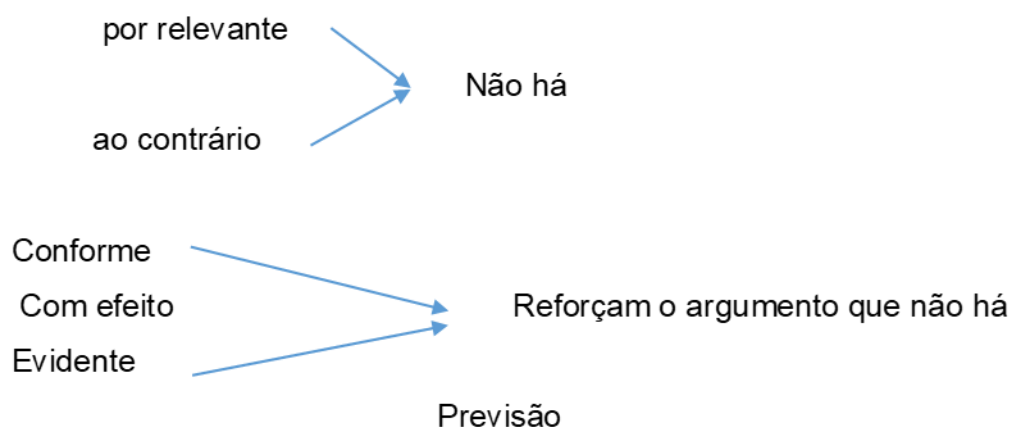 por relevante
Não há
ao contrário
Conforme
Com efeito
Reforçam o argumento que não há
Evidente
Previsão